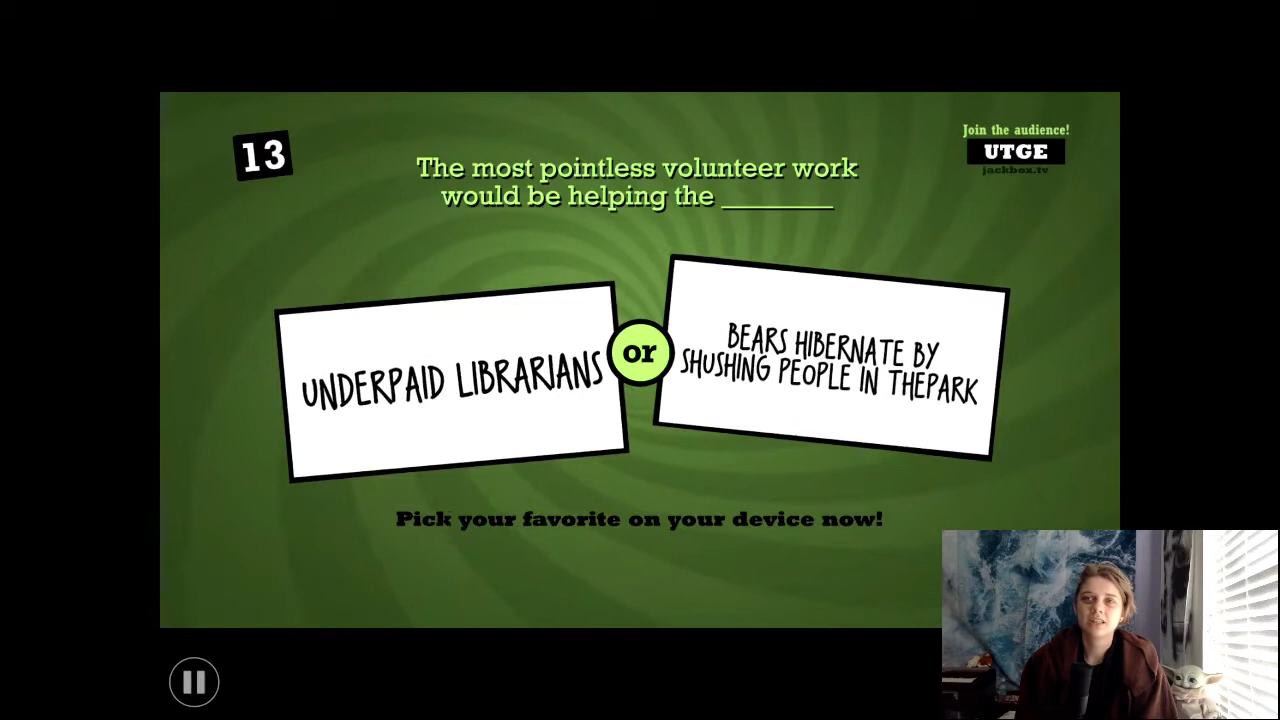 13
The most pointless volunteer work
would be helping the ________
Join the audience!
UTGE
jackbox.tv
UNDERPAID LIBRARIANS
or
BEARS HIBERNATE BY
SHUSHING PEOPLE IN THEPARK
Pick your favorite on your device now!